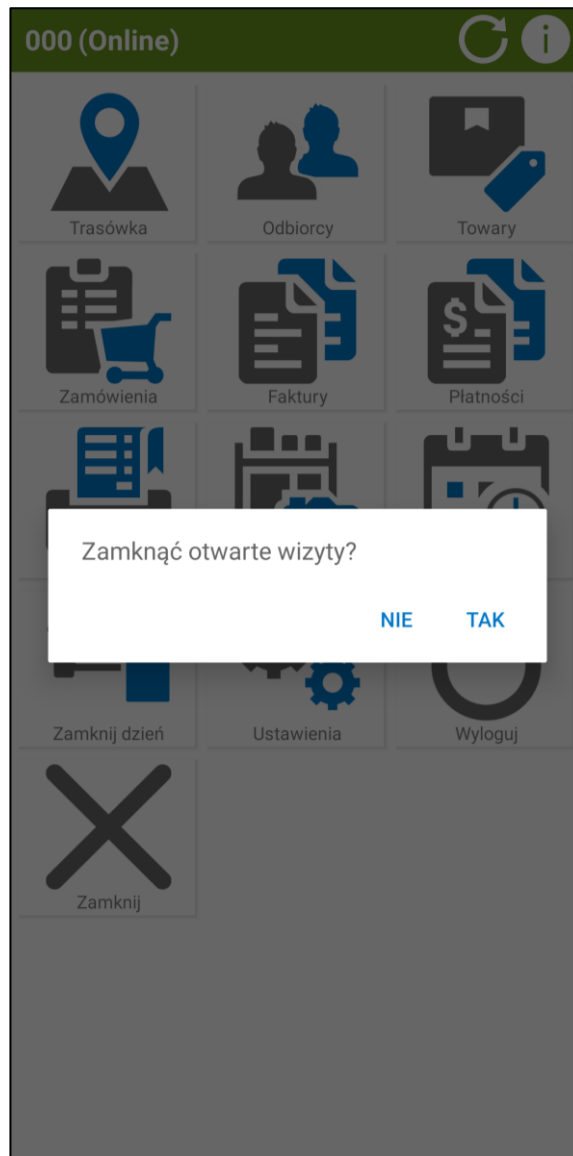 000 (Online)
Trasówka
Odbiorcy
Towary
Zamówienia
Faktury
Płatności
Zamknąć otwarte wizyty?
NIE
TAK
Zamknij dzień
Ustawienia
Wyloguj
Zamknij